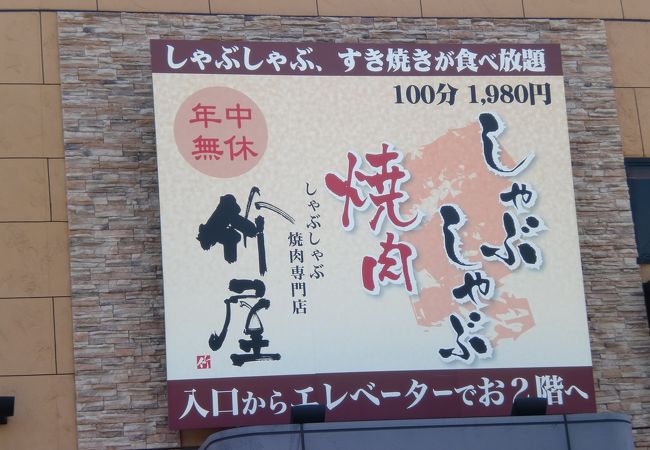 しゃぶしゃぶ、すき焼きが食べ放題
100分 1,980円
年中
無休
しゃぶ
しゃぶ
焼肉
しゃぶしゃぶ
焼肉専門店
竹屋
竹
入口からエレベーターでお2階へ